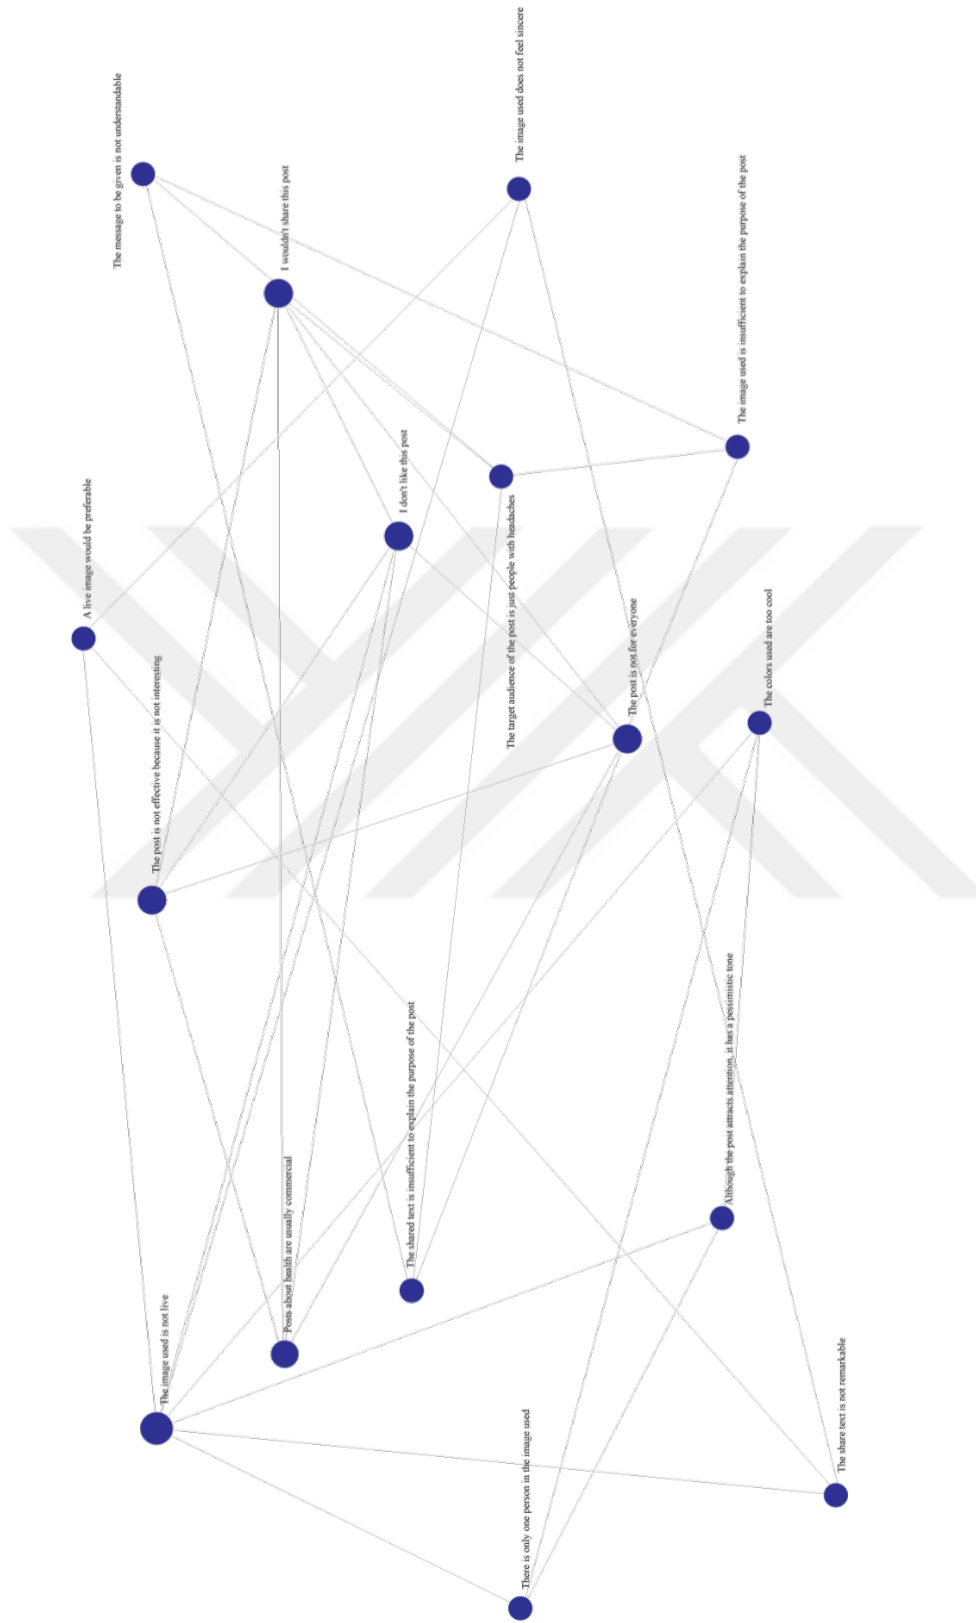 The message to be given is not understandable
I wouldn't share this post
The image used does not feel sincere
The image used is insufficient to explain the purpose of the post
A live image would be preferable
I don't like this post
The post is not effective because it is not interesting
The target audience of the post is just people with headaches
The post is not for everyone
The colors used are too cool
The image used is not live
Posts about health are usually commercial
The shared text is insufficient to explain the purpose of the post
Although the post attracts attention, it has a pessimistic tone
There is only one person in the image used
The share text is not remarkable